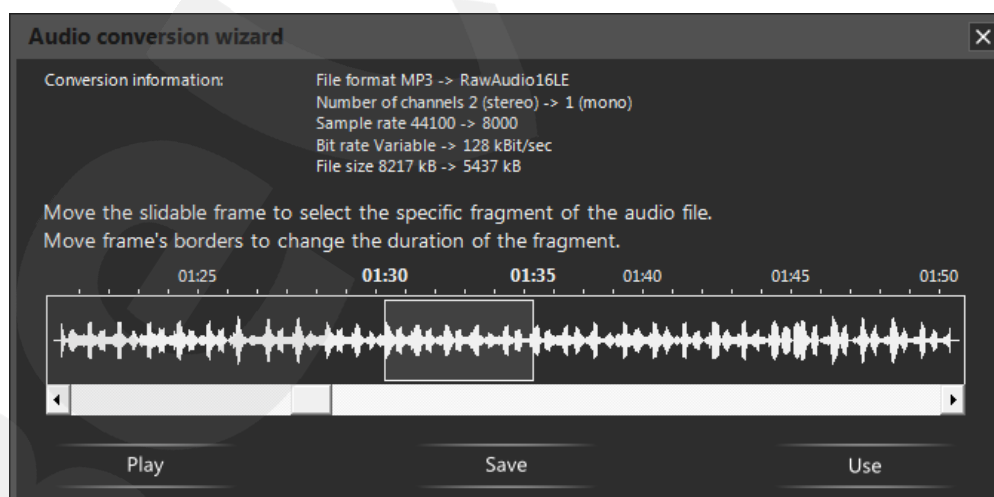 Audio conversion wizard
Conversion information:
File format MP3 -> RawAudio16LE
Number of channels 2 (stereo) -> 1 (mono)
Sample rate 44100 -> 8000
Bit rate Variable -> 128 kBit/sec
File size 8217 kB -> 5437 kB
Move the slidable frame to select the specific fragment of the audio file.
Move frame's borders to change the duration of the fragment.
01:25 01:30 01:35 01:40 01:45 01:50
Play Save Use